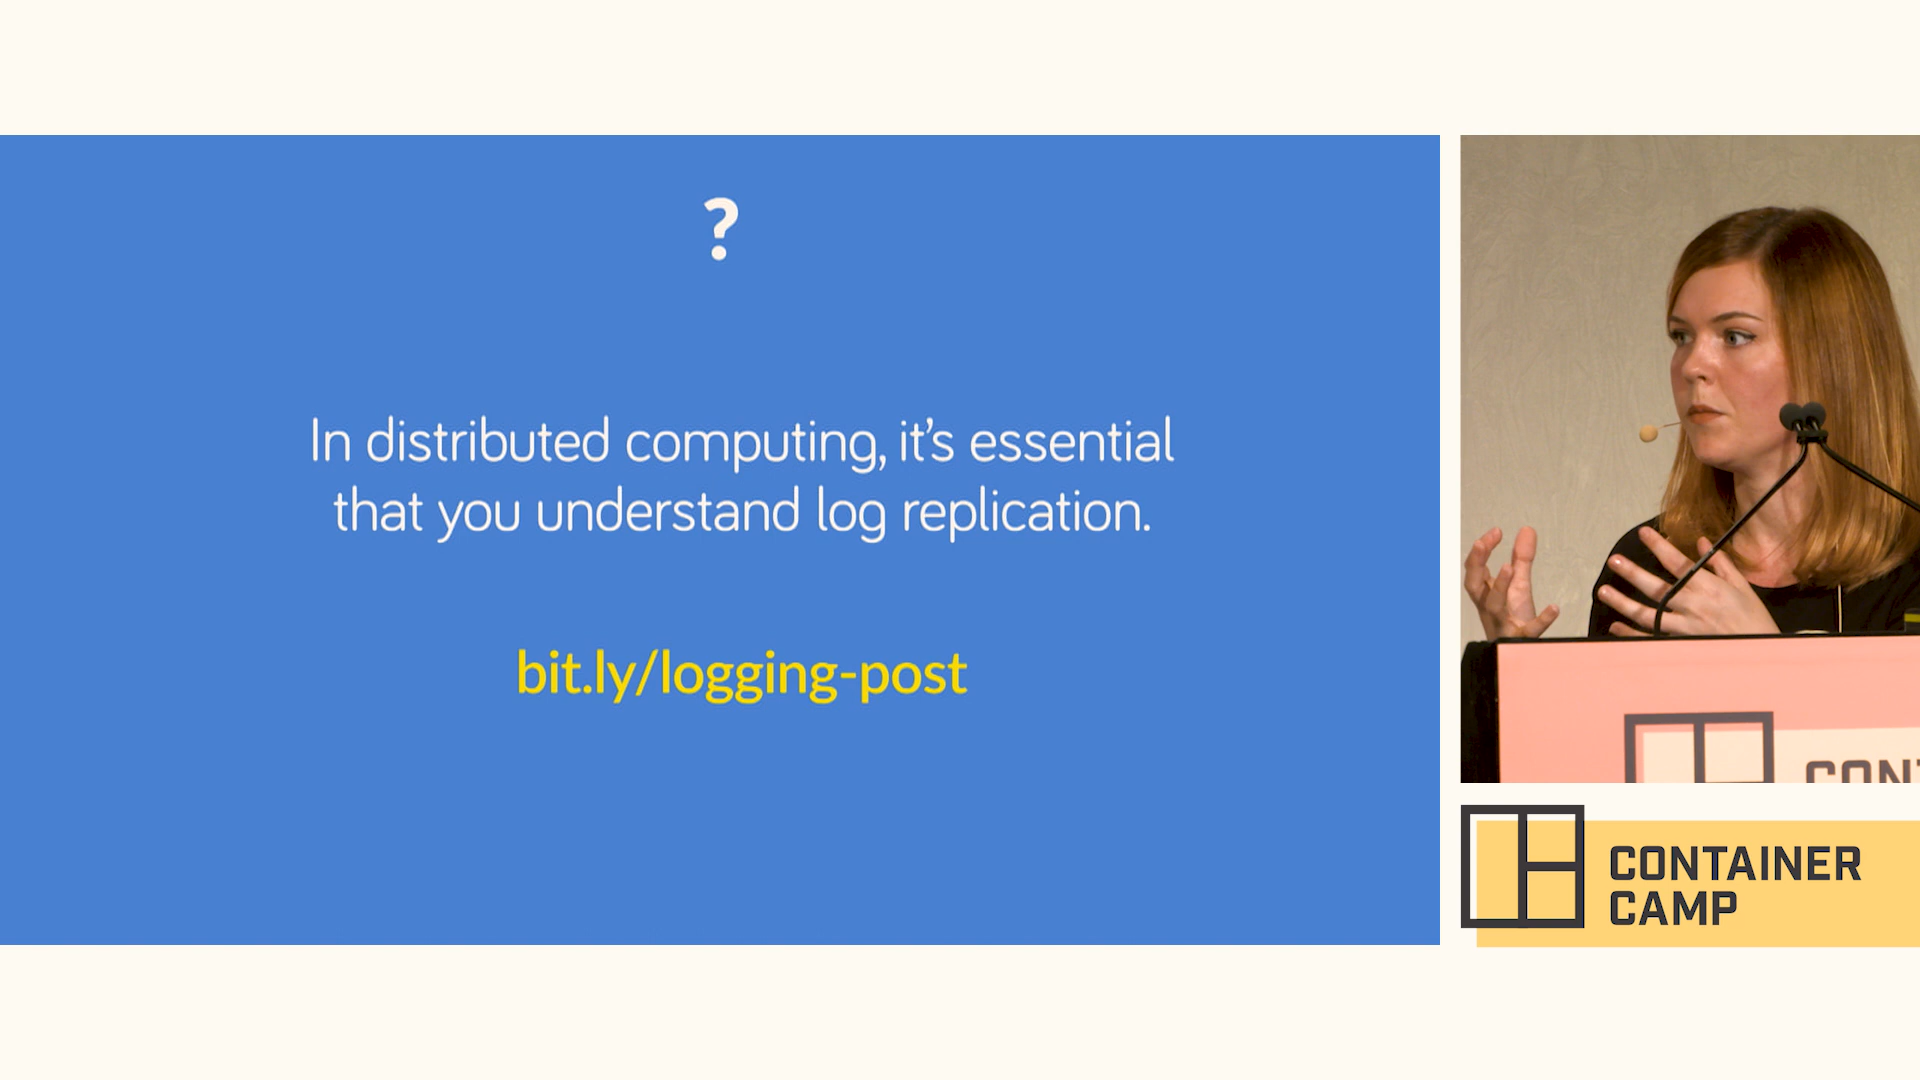 ?
In distributed computing, it's essential
that you understand log replication.
bit.ly/logging-post
CONTAINER
CAMP